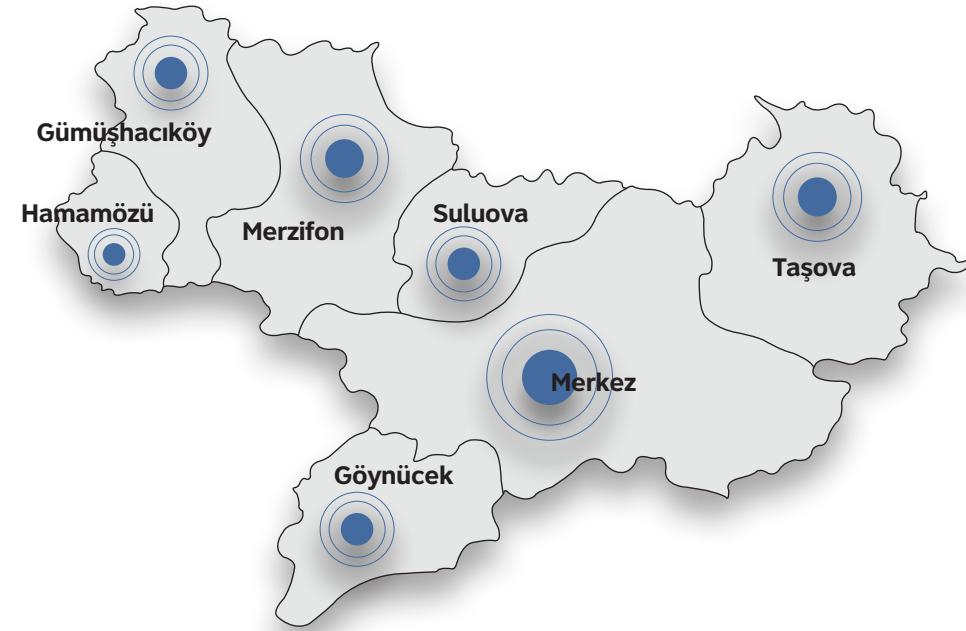 Gümüşhacıköy
Hamamözü
Merzifon
Suluova
Taşova
Merkez
Göynücek